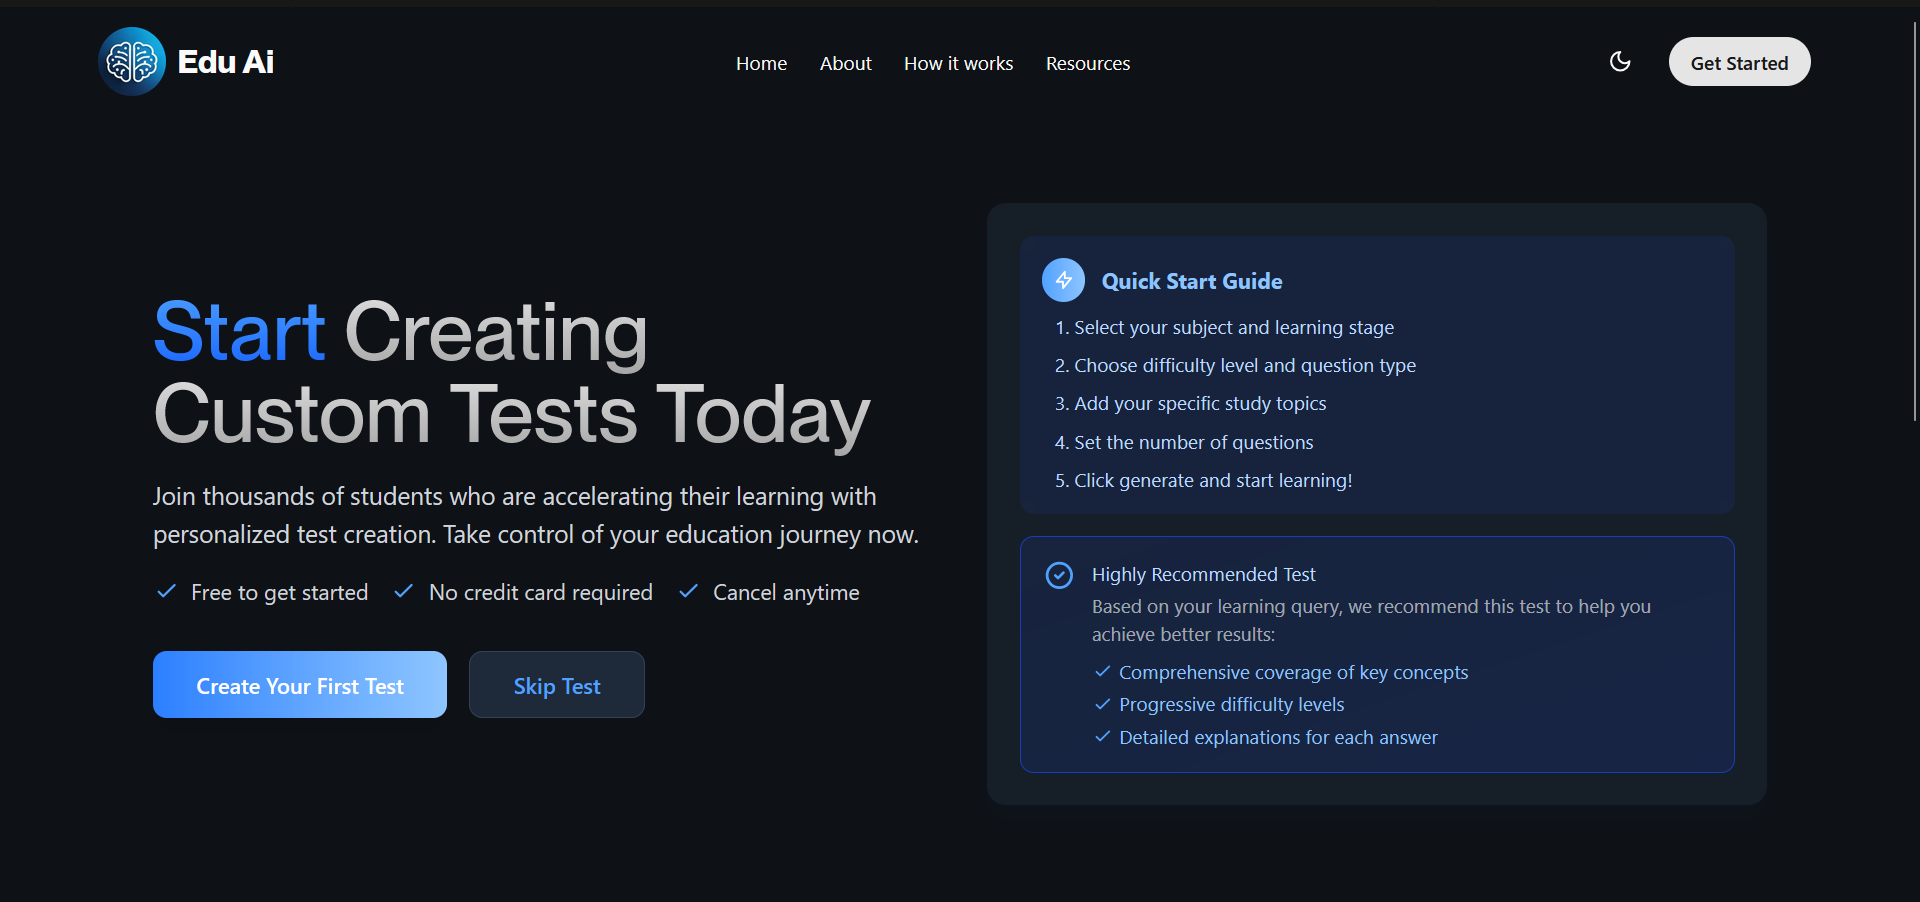 Edu Ai
Home
About
How it works
Resources
Get Started
Start Creating
Custom Tests Today
Join thousands of students who are accelerating their learning with
personalized test creation. Take control of your education journey now.
Free to get started
No credit card required
Cancel anytime
Create Your First Test
Skip Test
Quick Start Guide
1. Select your subject and learning stage
2. Choose difficulty level and question type
3. Add your specific study topics
4. Set the number of questions
5. Click generate and start learning!
Highly Recommended Test
Based on your learning query, we recommend this test to help you
achieve better results:
Comprehensive coverage of key concepts
Progressive difficulty levels
Detailed explanations for each answer